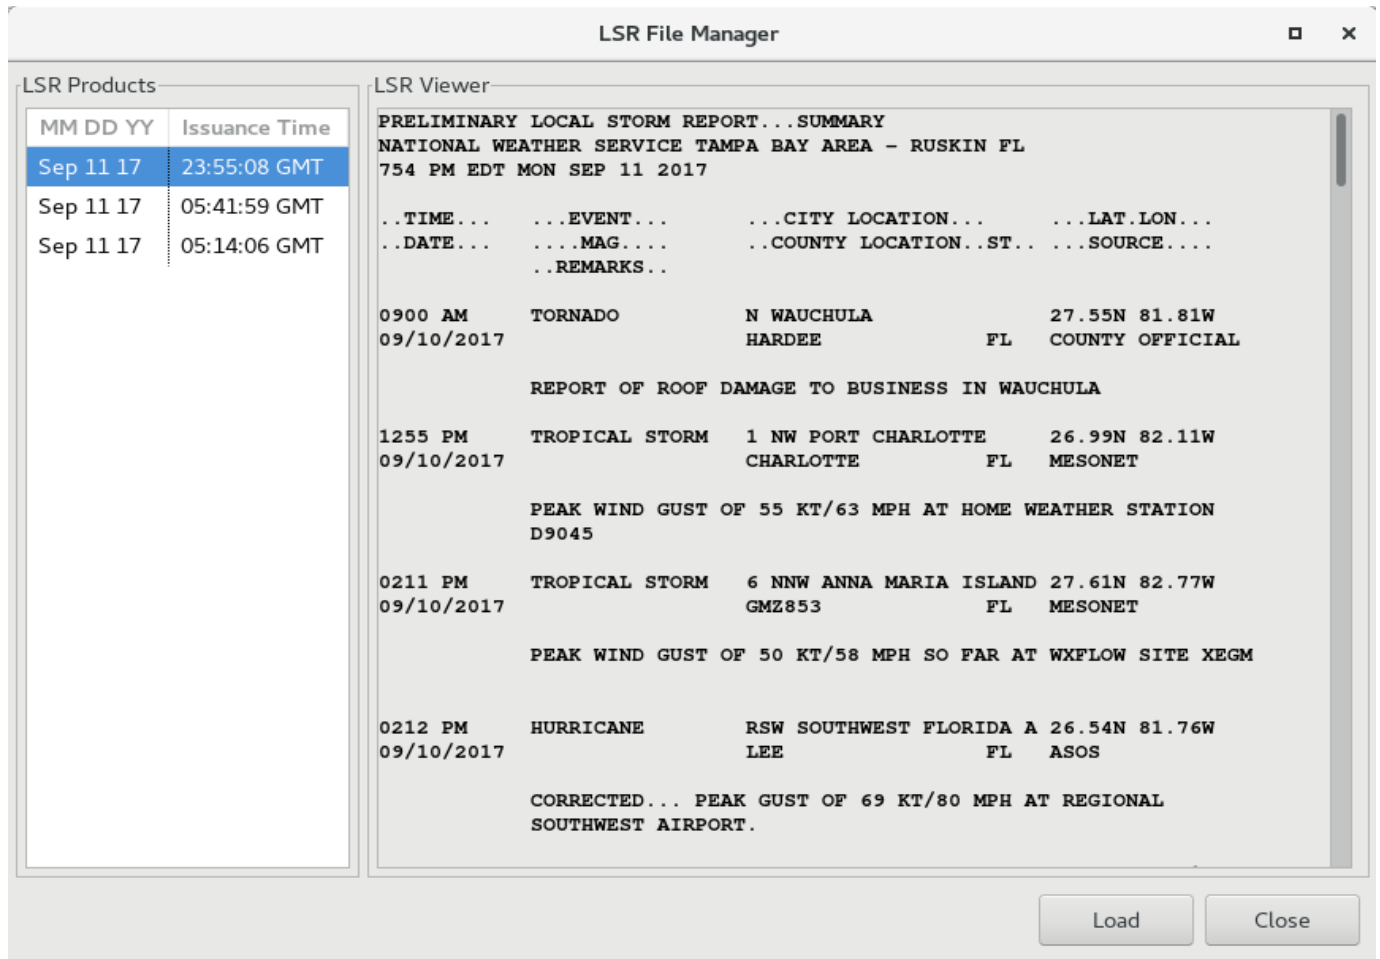 LSR File Manager
LSR Products
MM DD YY Issuance Time
Sep 11 17 23:55:08 GMT
Sep 11 17 05:41:59 GMT
Sep 11 17 05:14:06 GMT
LSR Viewer
PRELIMINARY LOCAL STORM REPORT...SUMMARY
NATIONAL WEATHER SERVICE TAMPA BAY AREA - RUSKIN FL
754 PM EDT MON SEP 11 2017
..TIME... ...EVENT... ...CITY LOCATION... ...LAT.LON...
..DATE... ....MAG.... ..COUNTY LOCATION..ST.. ...SOURCE....
..REMARKS..
0900 AM TORNADO N WAUCHULA 27.55N 81.81W
09/10/2017 HARDEE FL COUNTY OFFICIAL
REPORT OF ROOF DAMAGE TO BUSINESS IN WAUCHULA
1255 PM TROPICAL STORM 1 NW PORT CHARLOTTE 26.99N 82.11W
09/10/2017 CHARLOTTE FL MESONET
PEAK WIND GUST OF 55 KT/63 MPH AT HOME WEATHER STATION
D9045
0211 PM TROPICAL STORM 6 NNW ANNA MARIA ISLAND 27.61N 82.77W
09/10/2017 GMZ853 FL MESONET
PEAK WIND GUST OF 50 KT/58 MPH SO FAR AT WXFLOW SITE XEGM
0212 PM HURRICANE RSW SOUTHWEST FLORIDA A 26.54N 81.76W
09/10/2017 LEE FL ASOS
CORRECTED... PEAK GUST OF 69 KT/80 MPH AT REGIONAL
SOUTHWEST AIRPORT.
Load
Close